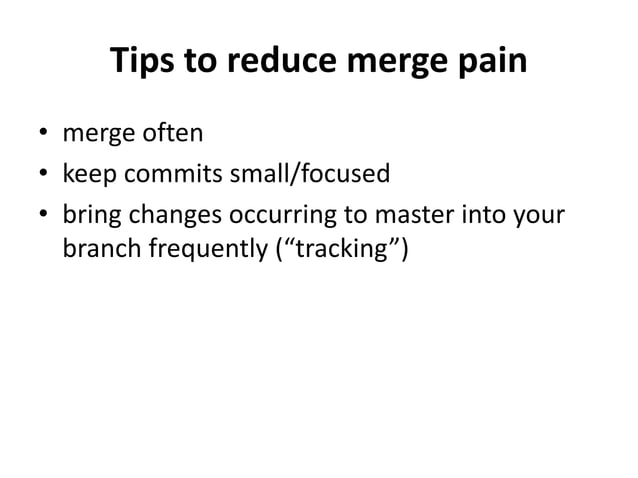 Tips to reduce merge pain
• merge often
• keep commits small/focused
• bring changes occurring to master into your
branch frequently (“tracking”)